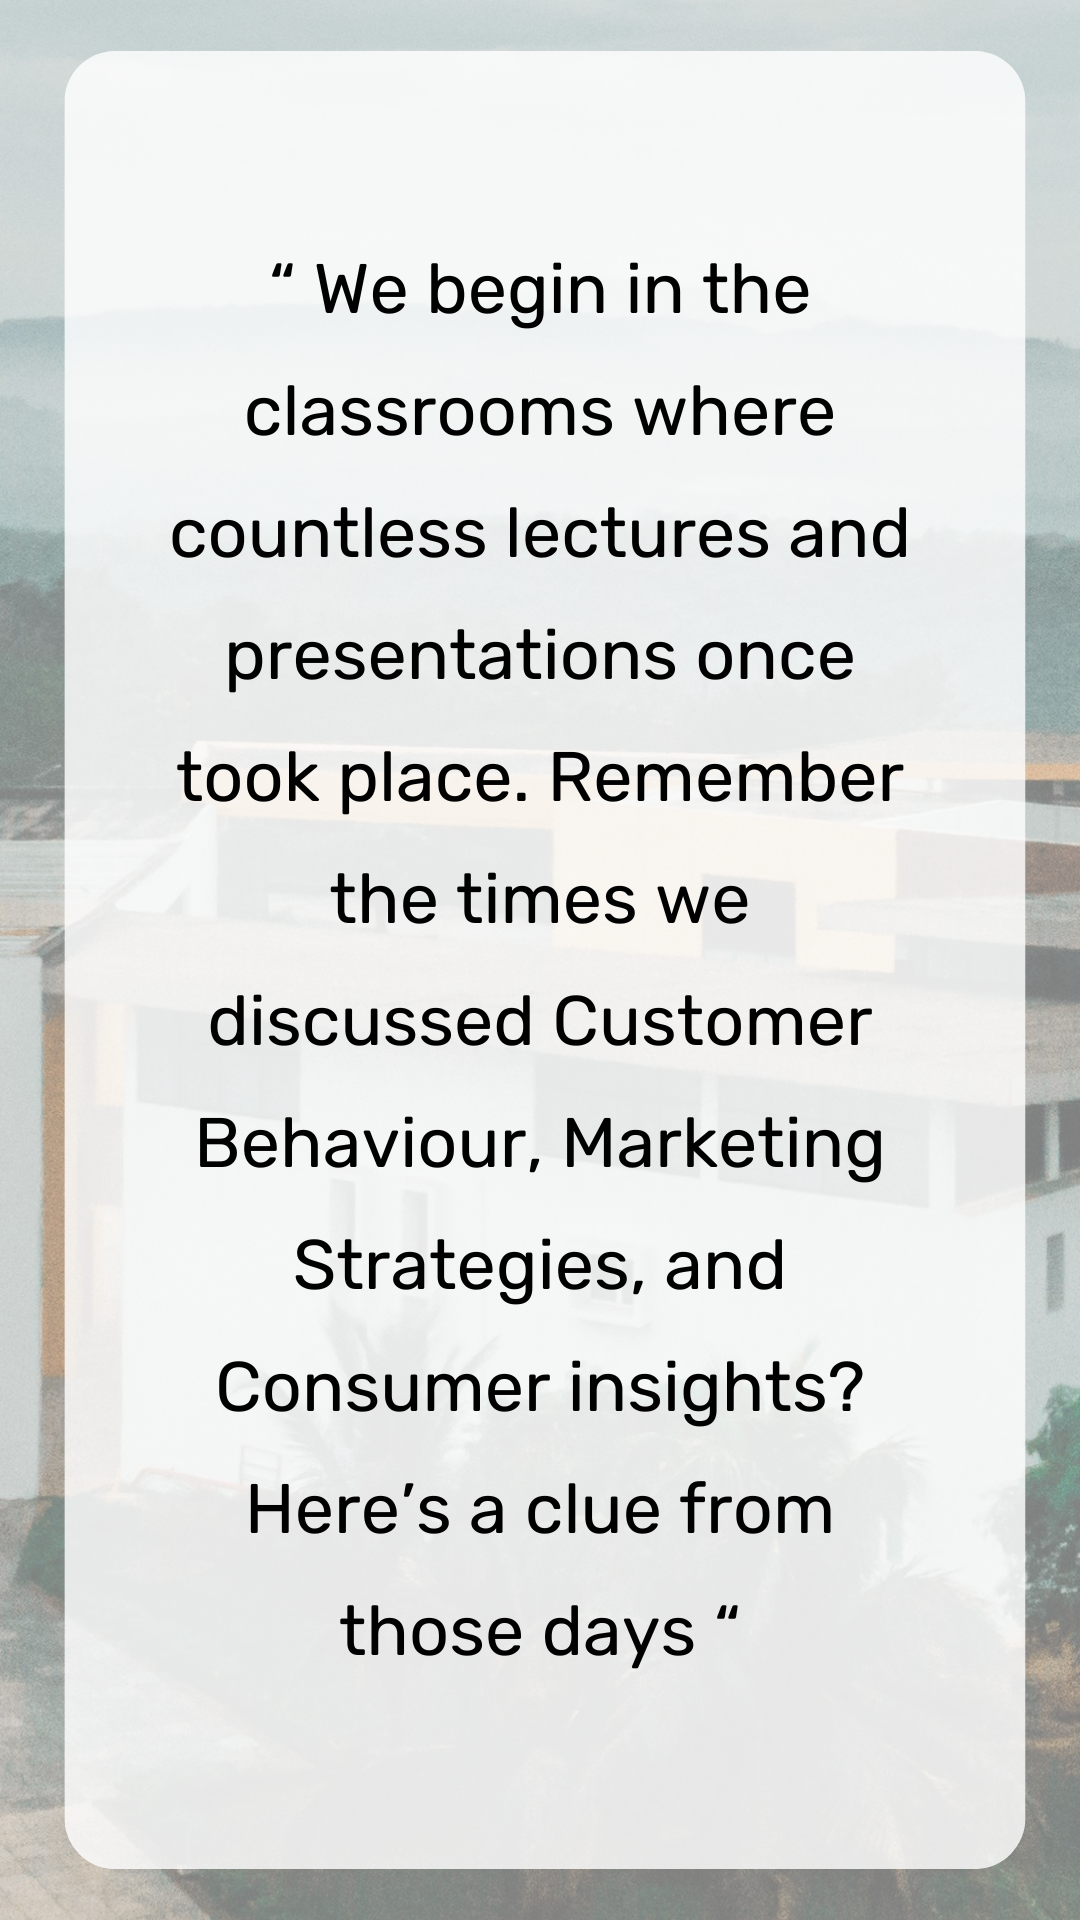 “ We begin in the
classrooms where
countless lectures and
presentations once
took place. Remember
the times we
discussed Customer
Behaviour, Marketing
Strategies, and
Consumer insights?
Here’s a clue from
those days “